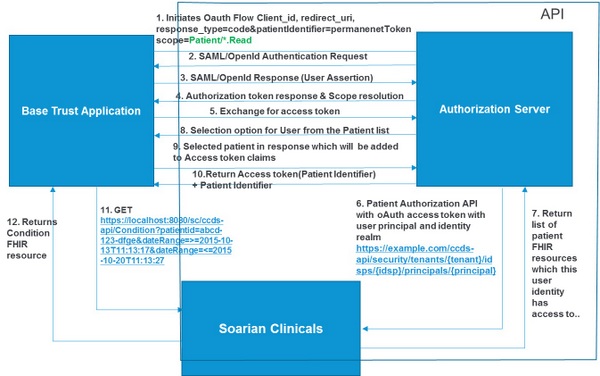 API
1. Initiates Oauth Flow Client_id, redirect_uri,
response_type=code&patientIdentifier=permanenetToken
scope=Patient/*.Read
2. SAML/OpenId Authentication Request
3. SAML/OpenId Response (User Assertion)
4. Authorization token response & Scope resolution
5. Exchange for access token
8. Selection option for User from the Patient list
9. Selected patient in response which will be added
to Access token claims
10.Return Access token(Patient Identifier)
+ Patient Identifier
Base Trust Application
Authorization Server
12. Returns
Condition
FHIR
resource
11. GET
https://localhost:8080/sc/ccds-
api/Condition?patientid=abcd-
123-dfge&dateRange=>=2015-10-
13T11:13:17&dateRange=<=2015
-10-20T11:13:27
6. Patient Authorization API
with oAuth access token with
user principal and identity
realm
https://example.com/ccds-
api/security/tenants/{tenant}/id
sps/{idsp}/principals/{principal}
7. Return
list of
patient
FHIR
resources
which this
user
identity
has
access to..
Soarian Clinicals